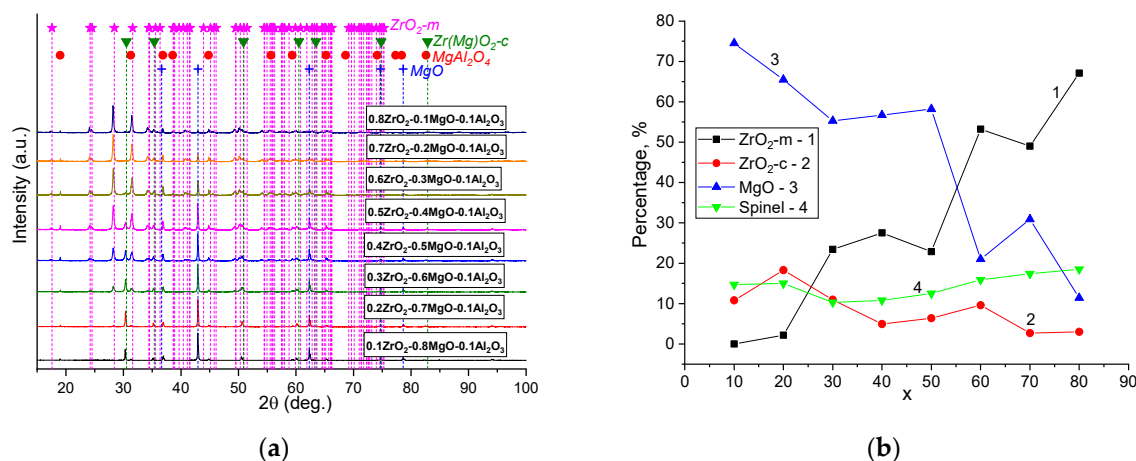 ZrO₂-m
Zr(Mg)O₂-c
MgAl₂O₄
MgO
0.8ZrO₂-0.1MgO-0.1Al₂O₃
0.7ZrO₂-0.2MgO-0.1Al₂O₃
0.6ZrO₂-0.3MgO-0.1Al₂O₃
0.5ZrO₂-0.4MgO-0.1Al₂O₃
0.4ZrO₂-0.5MgO-0.1Al₂O₃
0.3ZrO₂-0.6MgO-0.1Al₂O₃
0.2ZrO₂-0.7MgO-0.1Al₂O₃
0.1ZrO₂-0.8MgO-0.1Al₂O₃
Intensity (a.u.)
20 30 40 50 60 70 80 90 100
2θ (deg.)
(a)
80
70
60
50
40
30
20
10
0
Percentage, %
3
1
ZrO₂-m - 1
ZrO₂-c - 2
MgO - 3
Spinel - 4
4
2
0 10 20 30 40 50 60 70 80 90
x
(b)